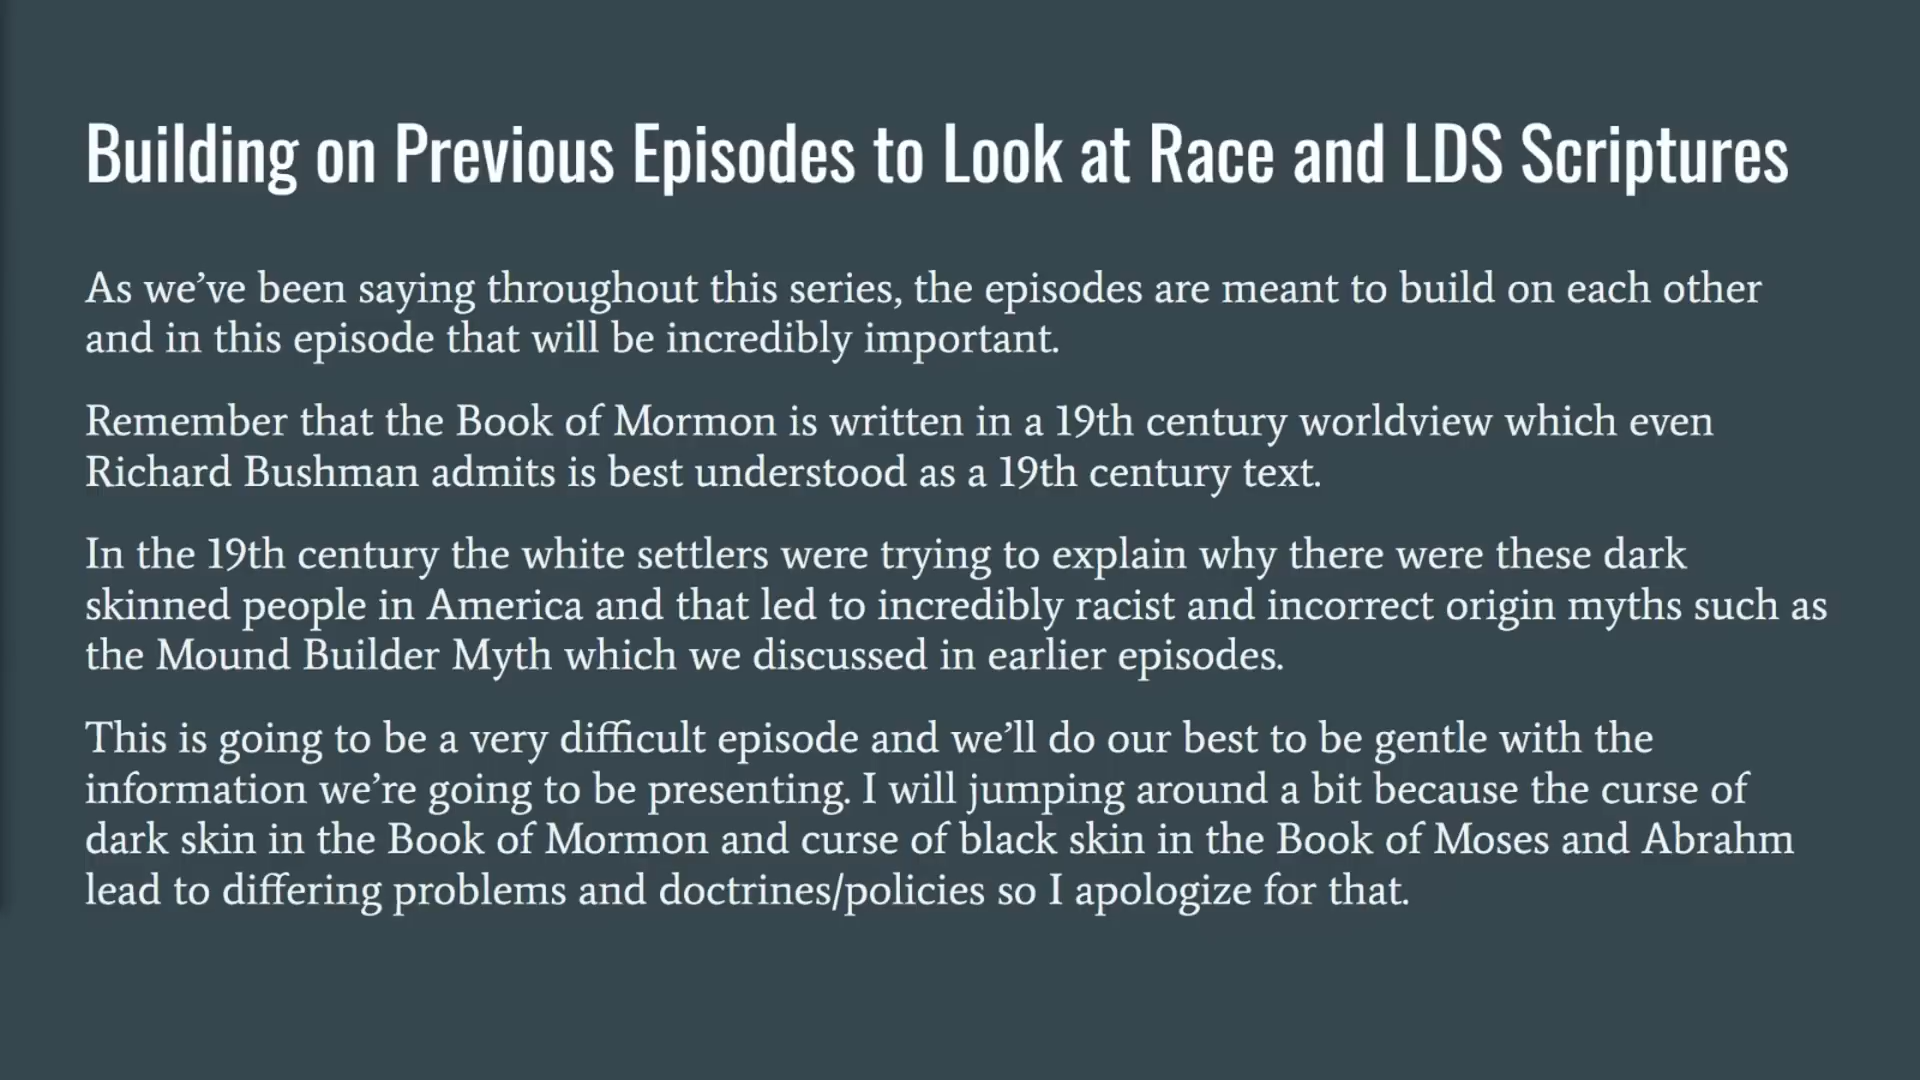 Building on Previous Episodes to Look at Race and LDS Scriptures
As we’ve been saying throughout this series, the episodes are meant to build on each other
and in this episode that will be incredibly important.
Remember that the Book of Mormon is written in a 19th century worldview which even
Richard Bushman admits is best understood as a 19th century text.
In the 19th century the white settlers were trying to explain why there were these dark
skinned people in America and that led to incredibly racist and incorrect origin myths such as
the Mound Builder Myth which we discussed in earlier episodes.
This is going to be a very difficult episode and we’ll do our best to be gentle with the
information we’re going to be presenting. I will jumping around a bit because the curse of
dark skin in the Book of Mormon and curse of black skin in the Book of Moses and Abrahm
lead to differing problems and doctrines/policies so I apologize for that.